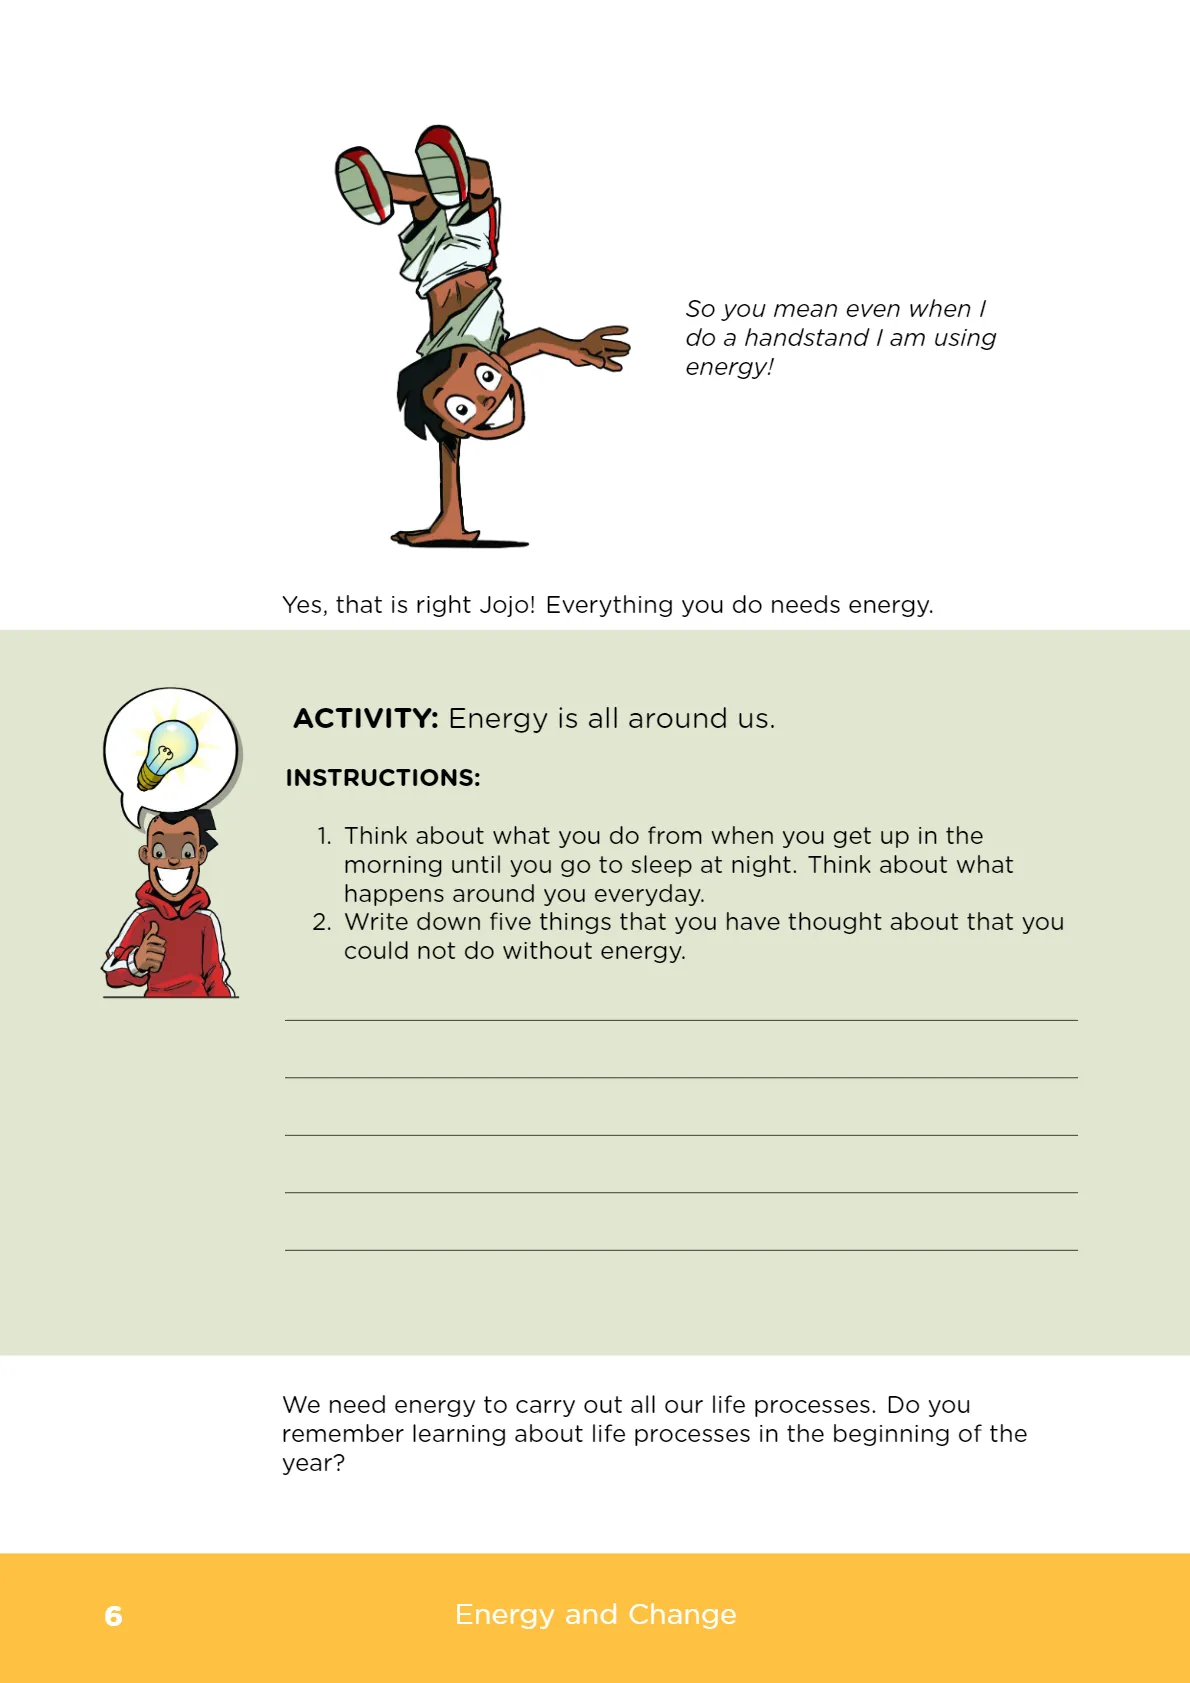 So you mean even when I
do a handstand I am using
energy!
Yes, that is right Jojo! Everything you do needs energy.
ACTIVITY: Energy is all around us.
INSTRUCTIONS:
1. Think about what you do from when you get up in the
morning until you go to sleep at night. Think about what
happens around you everyday.
2. Write down five things that you have thought about that you
could not do without energy.
We need energy to carry out all our life processes. Do you
remember learning about life processes in the beginning of the
year?
6 Energy and Change